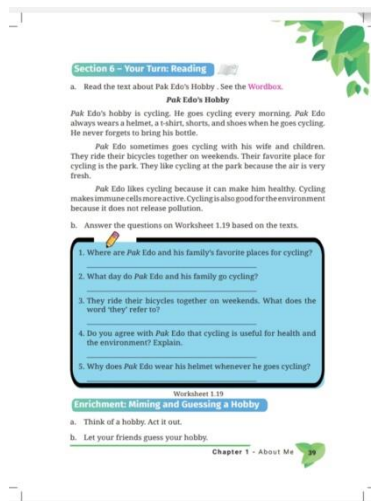 Section 6 – Your Turn: Reading
a. Read the text about Pak Edo's Hobby . See the Wordbox.
Pak Edo's Hobby
Pak Edo's hobby is cycling. He goes cycling every morning. Pak Edo
always wears a helmet, a t-shirt, shorts, and shoes when he goes cycling.
He never forgets to bring his bottle.
Pak Edo sometimes goes cycling with his wife and children.
They ride their bicycles together on weekends. Their favorite place for
cycling is the park. They like cycling at the park because the air is very
fresh.
Pak Edo likes cycling because it can make him healthy. Cycling
makes immune cells more active. Cycling is also good for the environment
because it does not release pollution.
b. Answer the questions on Worksheet 1.19 based on the texts.
1. Where are Pak Edo and his family's favorite places for cycling?
2. What day do Pak Edo and his family go cycling?
3. They ride their bicycles together on weekends. What does the
word 'they' refer to?
4. Do you agree with Pak Edo that cycling is useful for health and
the environment? Explain.
5. Why does Pak Edo wear his helmet whenever he goes cycling?
Worksheet 1.19
Enrichment: Miming and Guessing a Hobby
a. Think of a hobby. Act it out.
b. Let your friends guess your hobby.
Chapter 1 - About Me 39